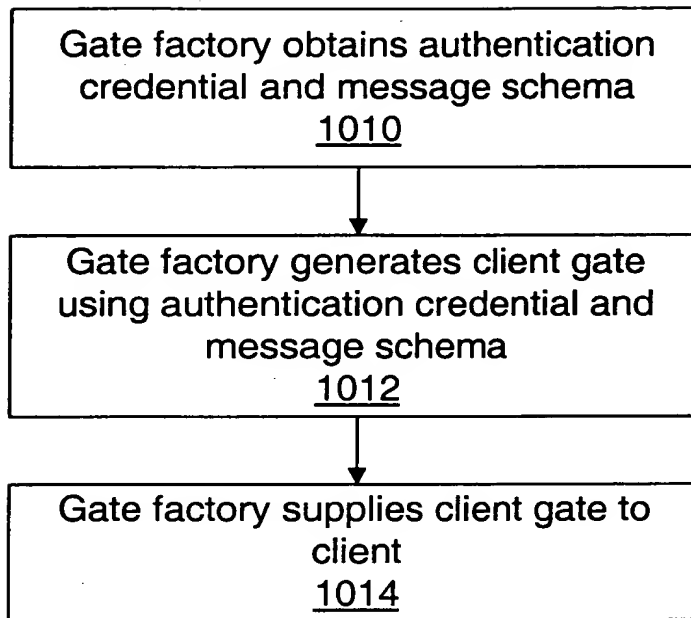 Gate factory obtains authentication
credential and message schema
1010
Gate factory generates client gate
using authentication credential and
message schema
1012
Gate factory supplies client gate to
client
1014